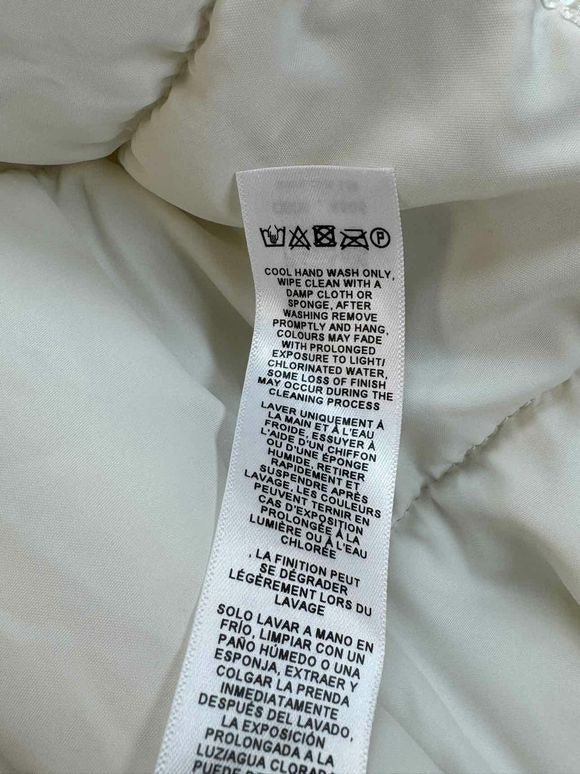 P
COOL HAND WASH ONLY,
WIPE CLEAN WITH A
DAMP CLOTH OR
SPONGE, AFTER
WASHING REMOVE
PROMPTLY AND HANG,
COLOURS MAY FADE
WITH PROLONGED
EXPOSURE TO LIGHT/
CHLORINATED WATER,
SOME LOSS OF FINISH
MAY OCCUR DURING THE
CLEANING PROCESS
LAVER UNIQUEMENT À
LA MAIN ET À L'EAU
FROIDE, ESSUYER À
L'AIDE D'UN CHIFFON
OU D'UNE ÉPONGE
HUMIDE, RETIRER
RAPIDEMENT ET
SUSPENDRE APRÈS
LAVAGE, LES COULEURS
PEUVENT TERNIR EN
CAS D'EXPOSITION
PROLONGÉE À LA
LUMIÈRE OU À L'EAU
CHLORÉE
, LA FINITION PEUT
SE DÉGRADER
LÉGÈREMENT LORS DU
LAVAGE
SOLO LAVAR A MANO EN
FRÍO, LIMPIAR CON UN
PAÑO HÚMEDO O UNA
ESPONJA, EXTRAER Y
COLGAR LA PRENDA
INMEDIATAMENTE
DESPUÉS DEL LAVADO,
LA EXPOSICIÓN
PROLONGADA A LA
LUZ/AGUA CLORADA
PUEDE